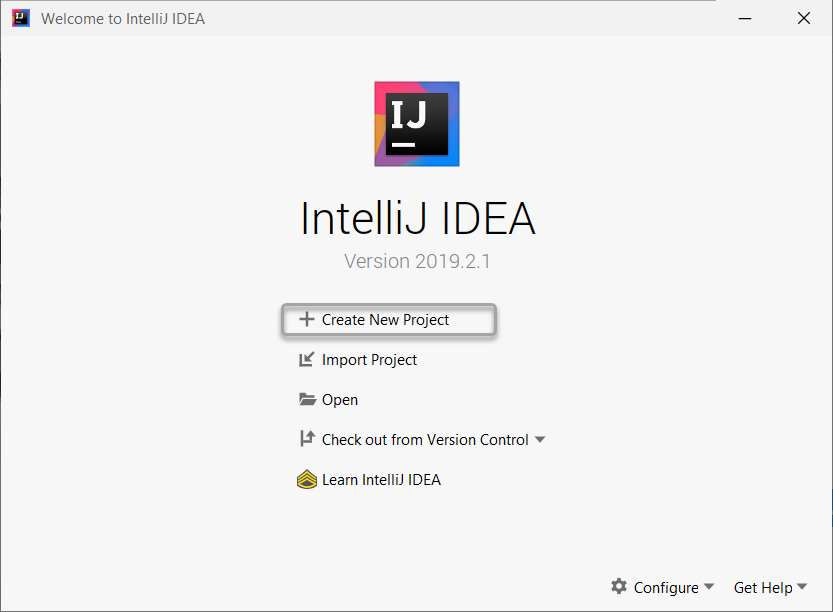 Welcome to IntelliJ IDEA
IJ
IntelliJ IDEA
Version 2019.2.1
Create New Project
Import Project
Open
Check out from Version Control
Learn IntelliJ IDEA
Configure Get Help